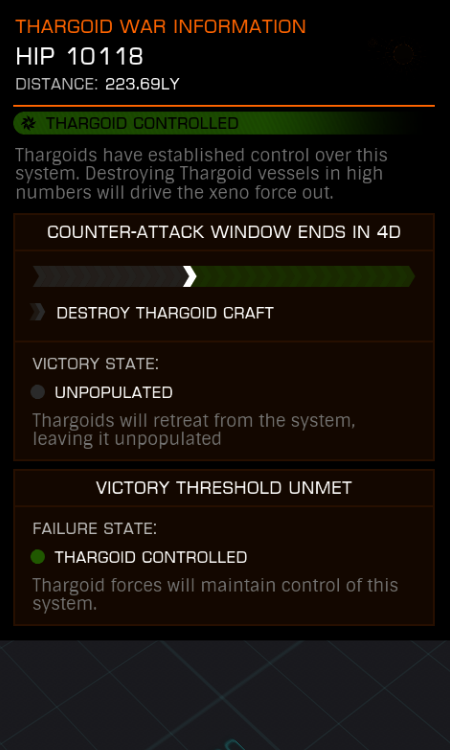 THARGOID WAR INFORMATION
HIP 10118
DISTANCE: 223.69LY
THARGOID CONTROLLED
Thargoids have established control over this
system. Destroying Thargoid vessels in high
numbers will drive the xeno force out.
COUNTER-ATTACK WINDOW ENDS IN 4D
DESTROY THARGOID CRAFT
VICTORY STATE:
UNPOPULATED
Thargoids will retreat from the system,
leaving it unpopulated
VICTORY THRESHOLD UNMET
FAILURE STATE:
THARGOID CONTROLLED
Thargoid forces will maintain control of this
system.